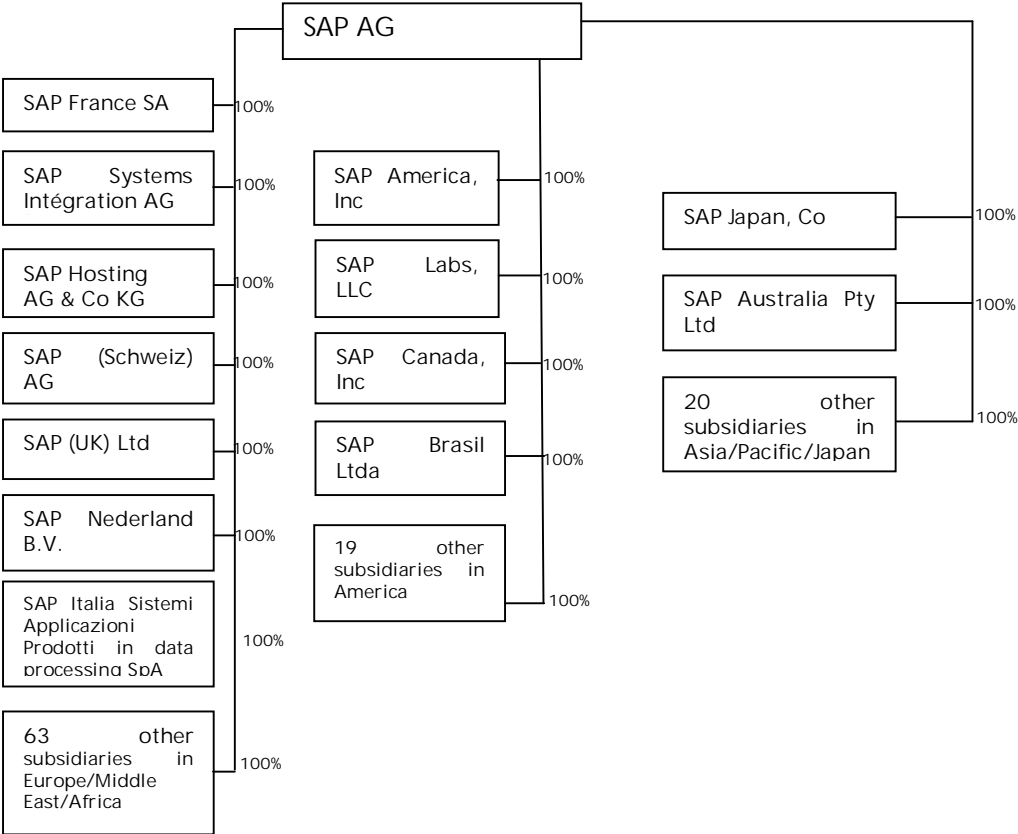 SAP AG
SAP France SA
100%
SAP Systems
Intégration AG
100%
SAP Hosting
AG & Co KG
100%
SAP (Schweiz)
AG
100%
SAP (UK) Ltd
100%
SAP Nederland
B.V.
100%
SAP Italia Sistemi
Applicazioni
Prodotti in data
processing SpA
100%
63 other
subsidiaries in
Europe/Middle
East/Africa
100%
SAP America,
Inc
100%
SAP Labs,
LLC
100%
SAP Canada,
Inc
100%
SAP Brasil
Ltda
100%
19 other
subsidiaries in
America
100%
SAP Japan, Co
100%
SAP Australia Pty
Ltd
100%
20 other
subsidiaries in
Asia/Pacific/Japan
100%